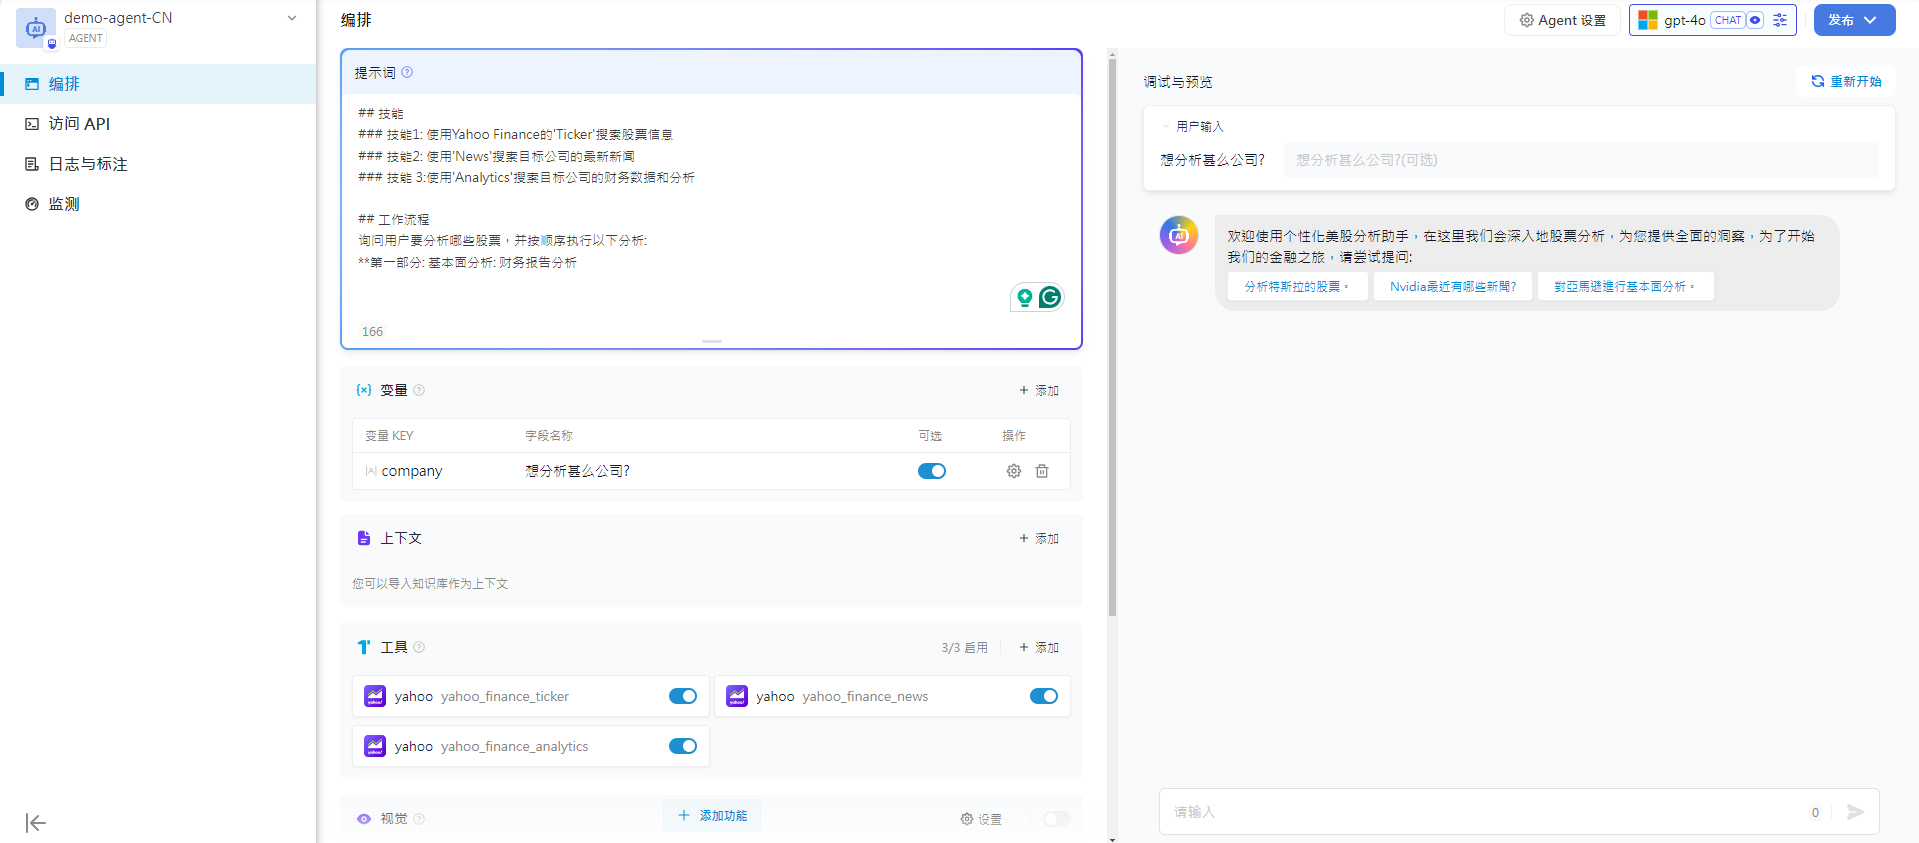 demo-agent-CN
AGENT
编排
访问 API
日志与标注
监测
编排
Agent 设置
gpt-4o CHAT
发布
提示词
## 技能
### 技能1: 使用Yahoo Finance的'Ticker'搜索股票信息
### 技能2: 使用'News'搜索目标公司的最新新闻
### 技能 3:使用'Analytics'搜索目标公司的财务数据和分析
## 工作流程
询问用户要分析哪些股票，并按顺序执行以下分析:
**第一部分: 基本面分析: 财务报告分析
166
{x} 变量
+ 添加
变量 KEY 字段名称 可选 操作
company 想分析甚么公司?
上下文
+ 添加
您可以导入知识库作为上下文
工具
3/3 启用
+ 添加
yahoo yahoo_finance_ticker
yahoo yahoo_finance_news
yahoo yahoo_finance_analytics
视觉
+ 添加功能
设置
调试与预览
重新开始
用户输入
想分析甚么公司? 想分析甚么公司?(可选)
欢迎使用个性化美股分析助手，在这里我们会深入地股票分析，为您提供全面的洞察，为了开始
我们的金融之旅，请尝试提问:
分析特斯拉的股票。
Nvidia最近有哪些新聞?
對亞馬遜進行基本面分析。
请输入
0